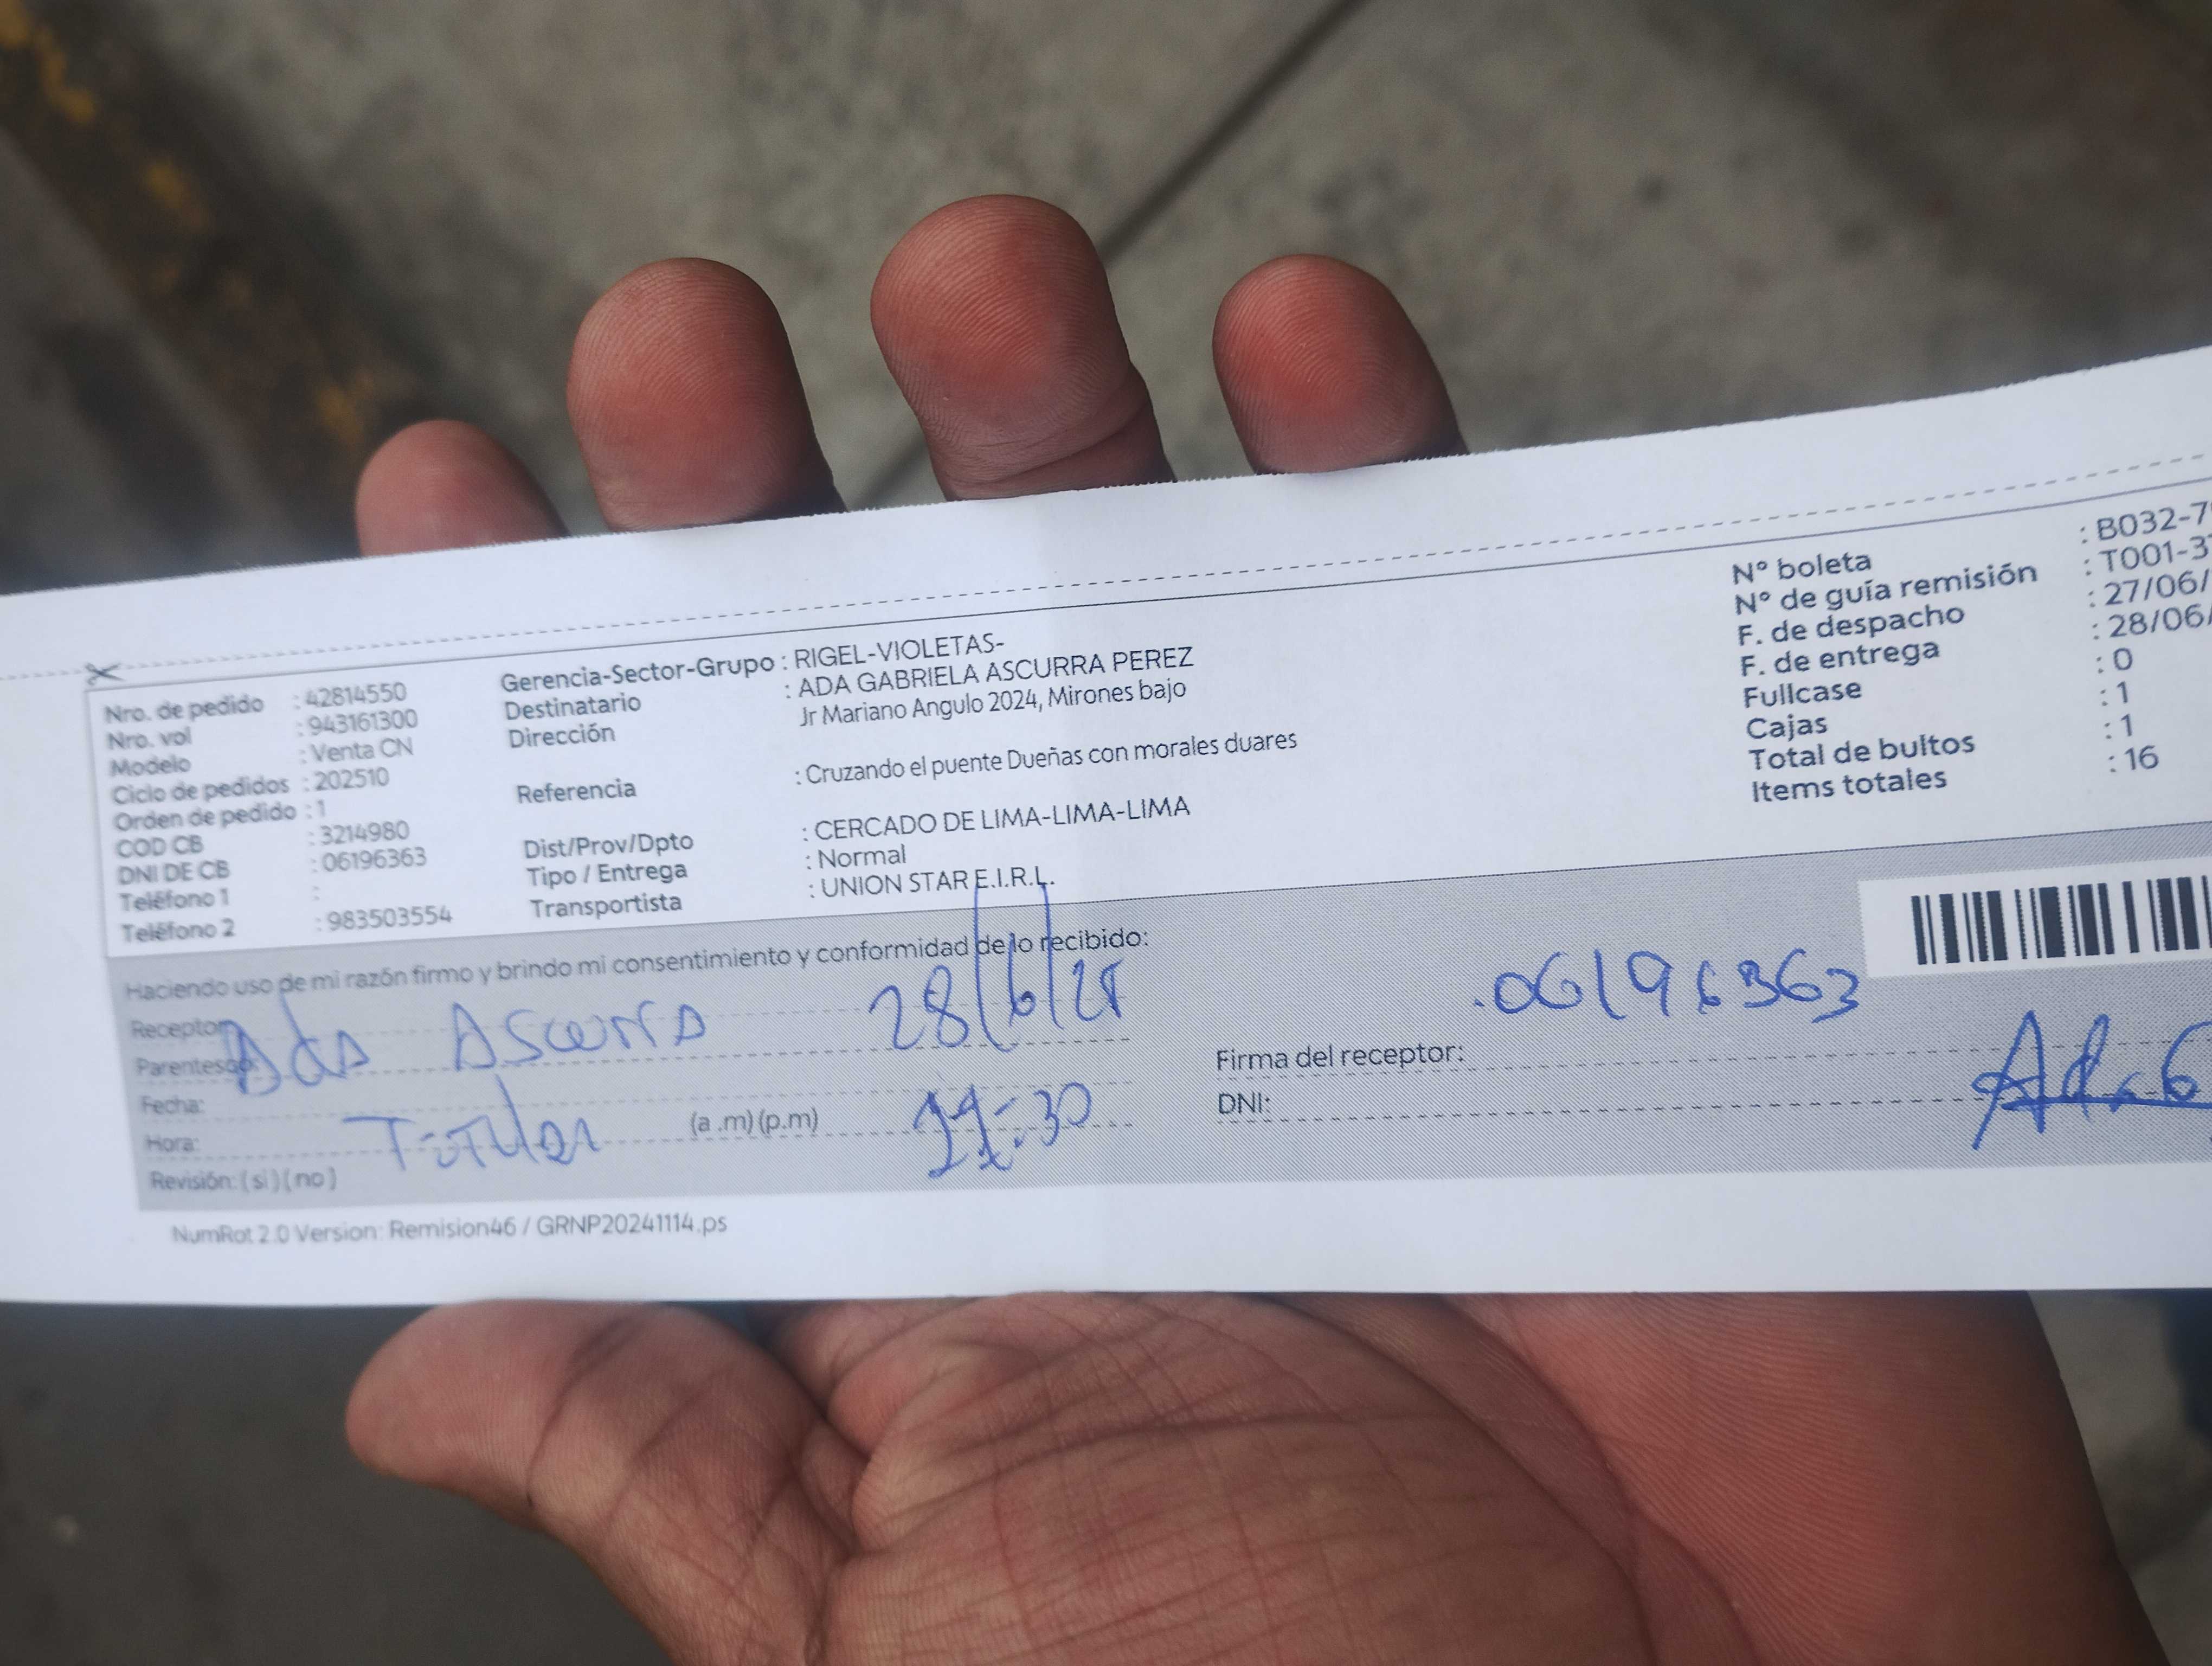 Nro. de pedido : 42814550
Nro. vol : 943161300
Modelo : Venta CN
Ciclo de pedidos : 202510
Orden de pedido : 1
COD CB : 3214980
DNI DE CB : 06196363
Teléfono 1 :
Teléfono 2 : 983503554
Gerencia-Sector-Grupo : RIGEL-VIOLETAS-
Destinatario : ADA GABRIELA ASCURRA PEREZ
Dirección Jr Mariano Angulo 2024, Mirones bajo
Referencia : Cruzando el puente Dueñas con morales duares
Dist/Prov/Dpto : CERCADO DE LIMA-LIMA-LIMA
Tipo / Entrega : Normal
Transportista : UNION STAR E.I.R.L.
N° boleta : B032-7
N° de guía remisión : T001-3
F. de despacho : 27/06/
F. de entrega : 28/06/
Fullcase : 0
Cajas : 1
Total de bultos : 1
Items totales : 16
Haciendo uso de mi razón firmo y brindo mi consentimiento y conformidad de lo recibido:
Receptor
Ada Ascurra 28/6/25
Parentesco
Fecha:
Hora: Titular (a .m) (p.m) 11:30
Revisión: ( si ) ( no )
.06196363
Firma del receptor:
DNI:
NumRot 2.0 Version: Remision46 / GRNP20241114.ps